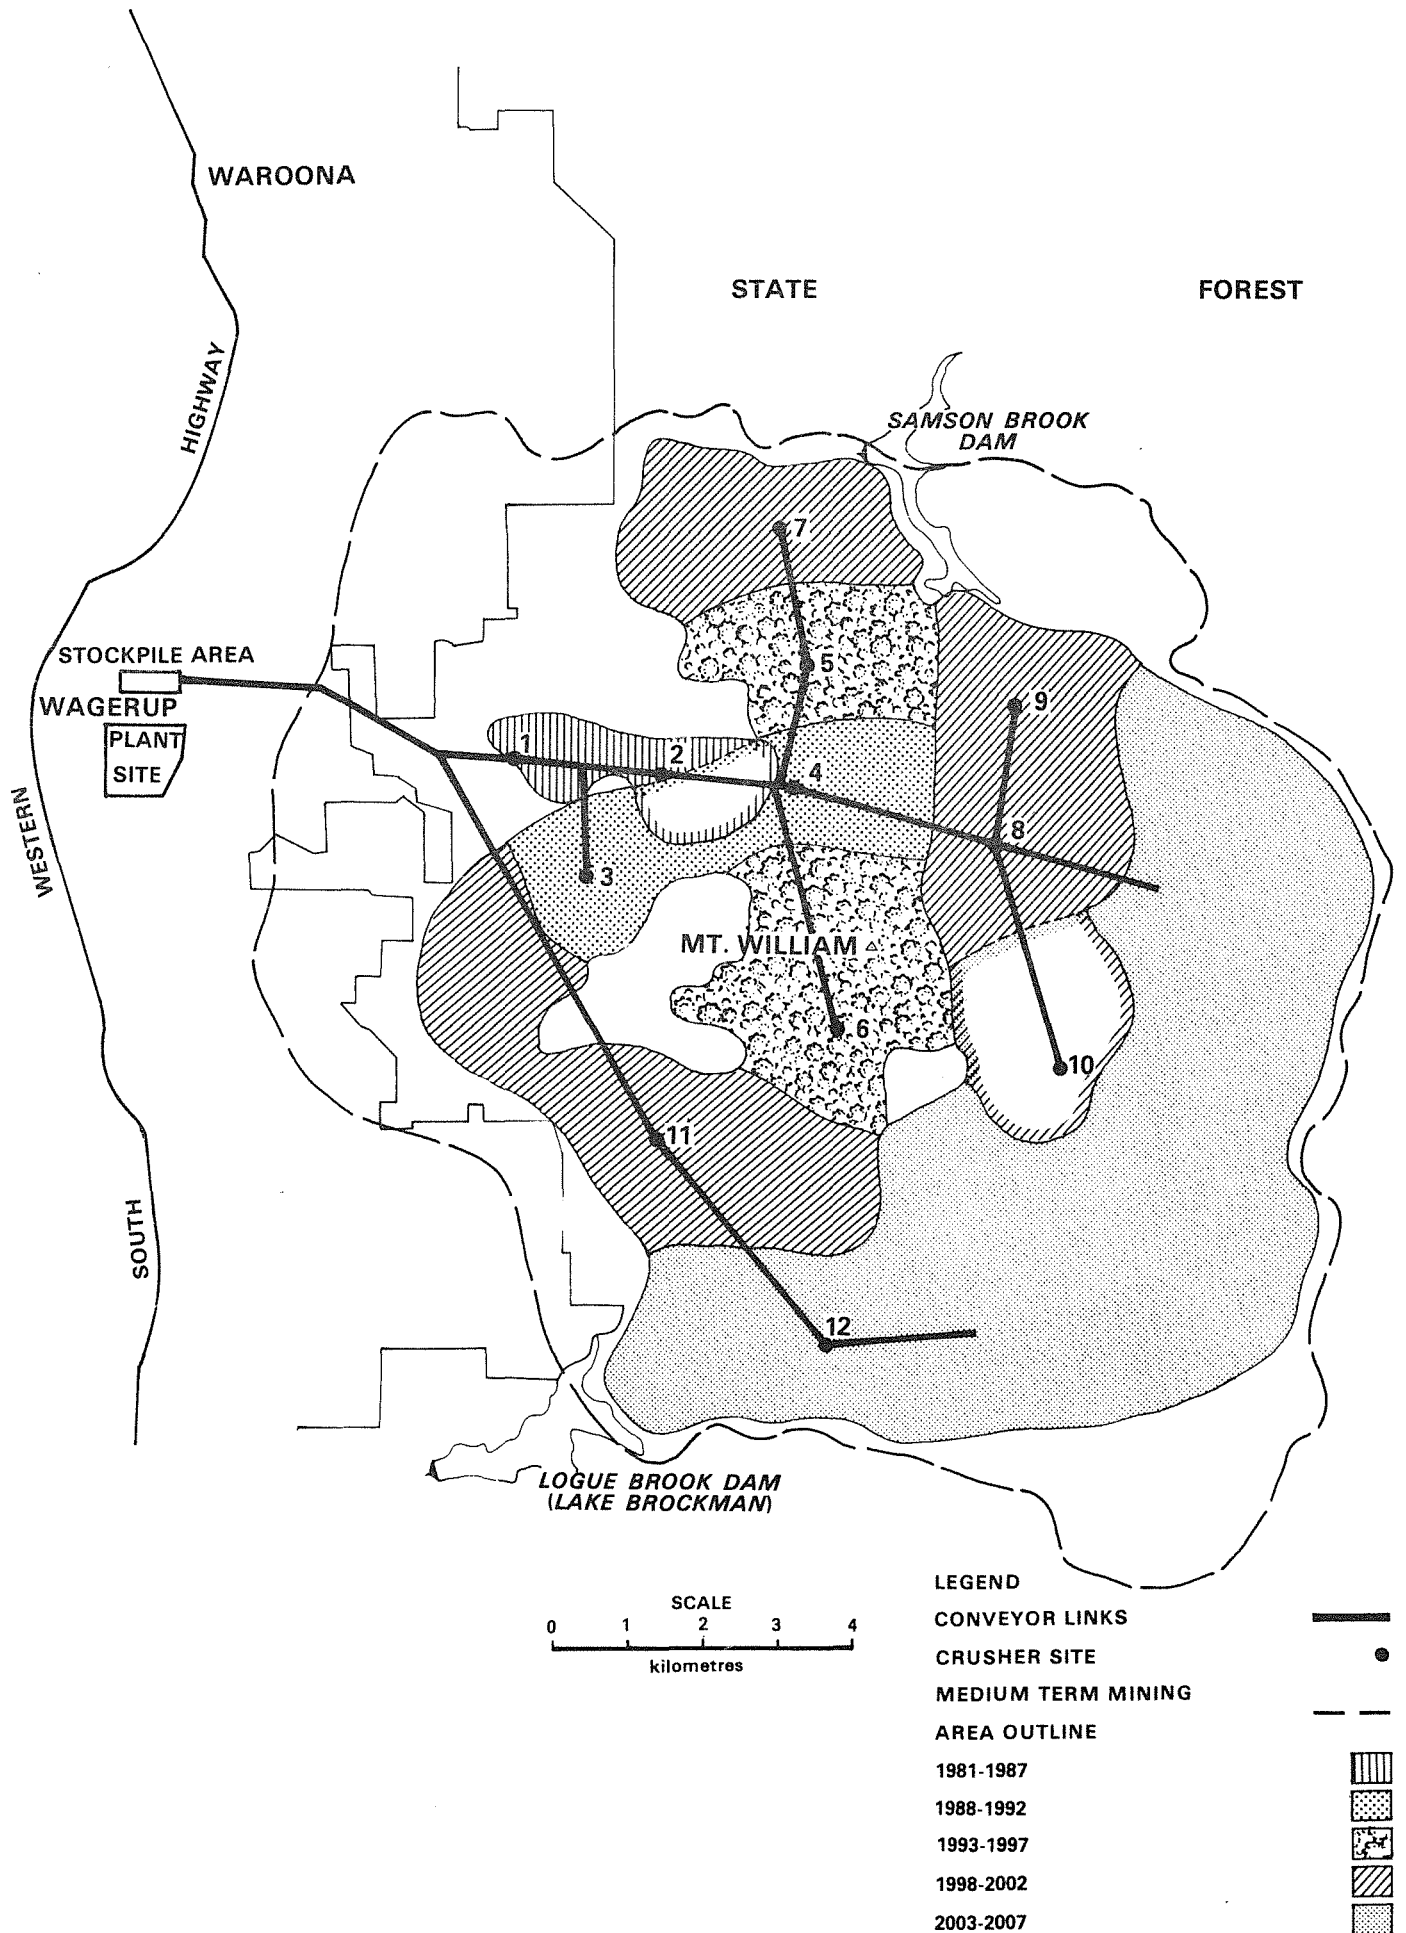 WAROONA
STATE
FOREST
HIGHWAY
SAMSON BROOK
DAM
7
5
STOCKPILE AREA
WAGERUP
PLANT
SITE
9
1
2
4
8
WESTERN
3
MT. WILLIAM
6
10
11
SOUTH
12
LOGUE BROOK DAM
(LAKE BROCKMAN)
SCALE
0 1 2 3 4
kilometres
LEGEND
CONVEYOR LINKS
CRUSHER SITE
MEDIUM TERM MINING
AREA OUTLINE
1981-1987
1988-1992
1993-1997
1998-2002
2003-2007